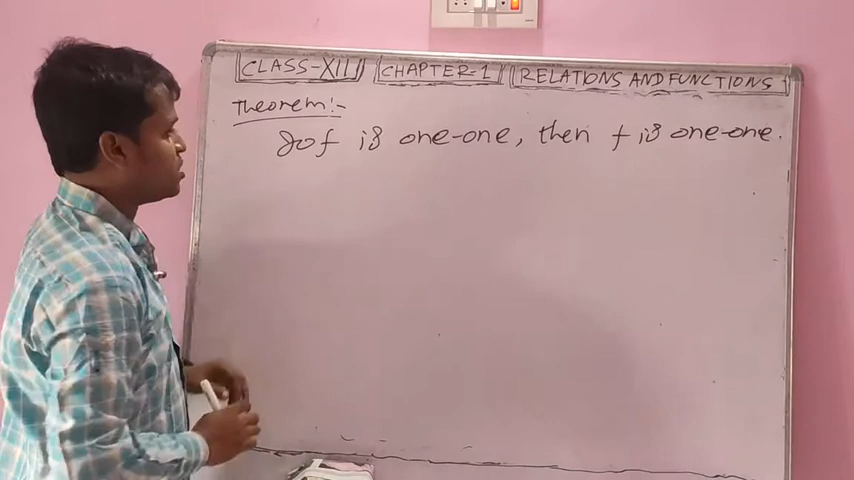 CLASS-XII CHAPTER-1 RELATIONS AND FUNCTIONS
Theorem:-
gof is one-one, then f is one-one.